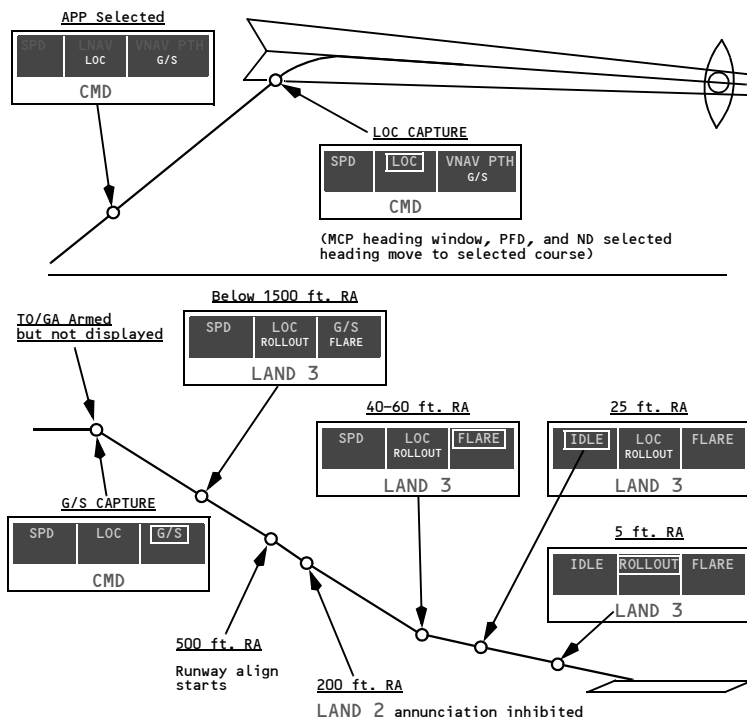 APP Selected
SPD LNAV VNAV PTH
LOC G/S
CMD
LOC CAPTURE
SPD LOC VNAV PTH
G/S
CMD
(MCP heading window, PFD, and ND selected
heading move to selected course)
Below 1500 ft. RA
TO/GA Armed
but not displayed
SPD LOC G/S
ROLLOUT FLARE
LAND 3
40-60 ft. RA
SPD LOC FLARE
ROLLOUT
LAND 3
25 ft. RA
IDLE LOC FLARE
ROLLOUT
LAND 3
G/S CAPTURE
SPD LOC G/S
CMD
5 ft. RA
IDLE ROLLOUT FLARE
LAND 3
500 ft. RA
Runway align
starts
200 ft. RA
LAND 2 annunciation inhibited